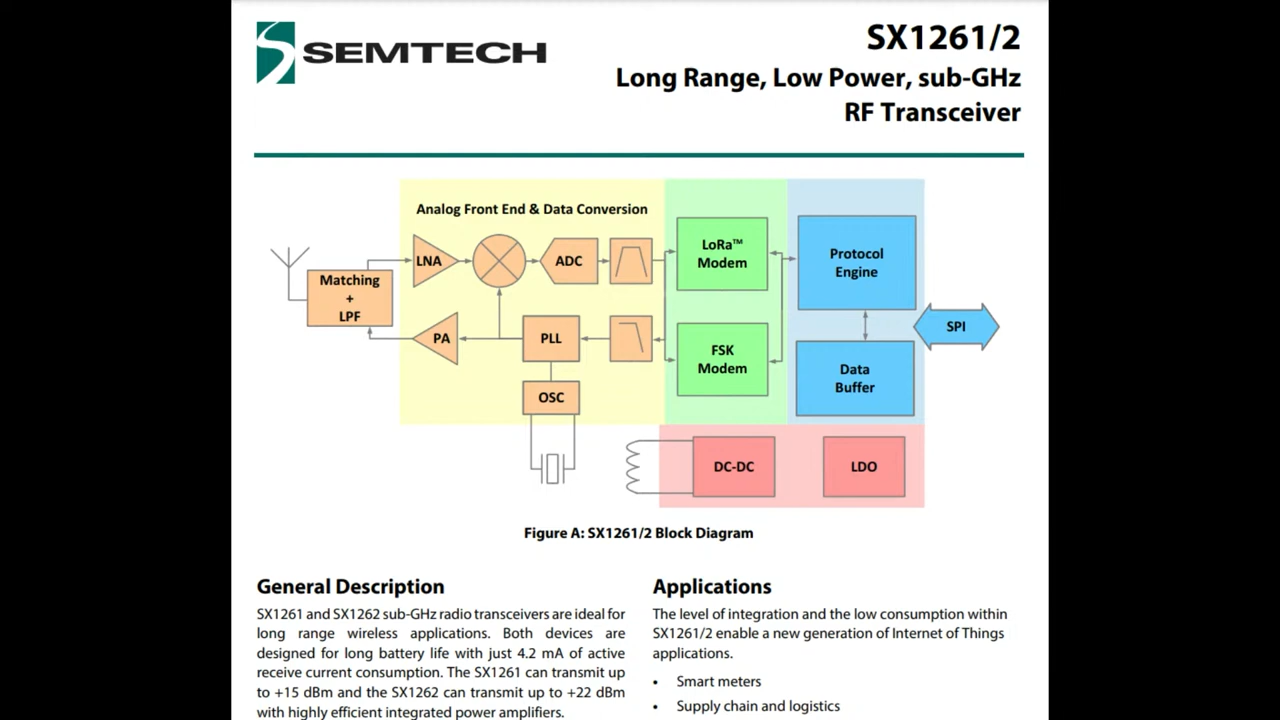 SEMTECH
SX1261/2
Long Range, Low Power, sub-GHz
RF Transceiver
Analog Front End & Data Conversion
LNA
ADC
Matching
+
LPF
PA
PLL
OSC
LoRa™
Modem
FSK
Modem
Protocol
Engine
Data
Buffer
SPI
DC-DC
LDO
Figure A: SX1261/2 Block Diagram
General Description
SX1261 and SX1262 sub-GHz radio transceivers are ideal for
long range wireless applications. Both devices are
designed for long battery life with just 4.2 mA of active
receive current consumption. The SX1261 can transmit up
to +15 dBm and the SX1262 can transmit up to +22 dBm
with highly efficient integrated power amplifiers.
Applications
The level of integration and the low consumption within
SX1261/2 enable a new generation of Internet of Things
applications.
• Smart meters
• Supply chain and logistics